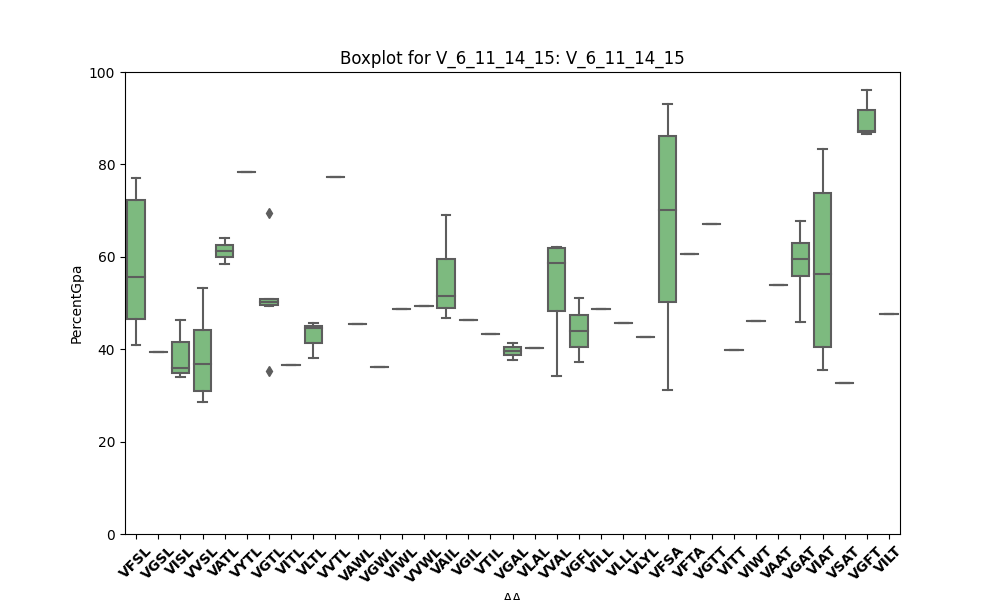 Boxplot for V_6_11_14_15: V_6_11_14_15
100
80
60
40
20
0
PercentGpa
VFSL
VGSL
VISL
VVSL
VATL
VYTL
VGTL
VITL
VLTL
VVTL
VAWL
VGWL
VIWL
VVWL
VAIL
VGIL
VTIL
VGAL
VLAL
VVAL
VGFL
VILL
VLLL
VLYL
VFSA
VFTA
VGTT
VITT
VIWT
VAAT
VGAT
VIAT
VSAT
VGFT
VILT
AA